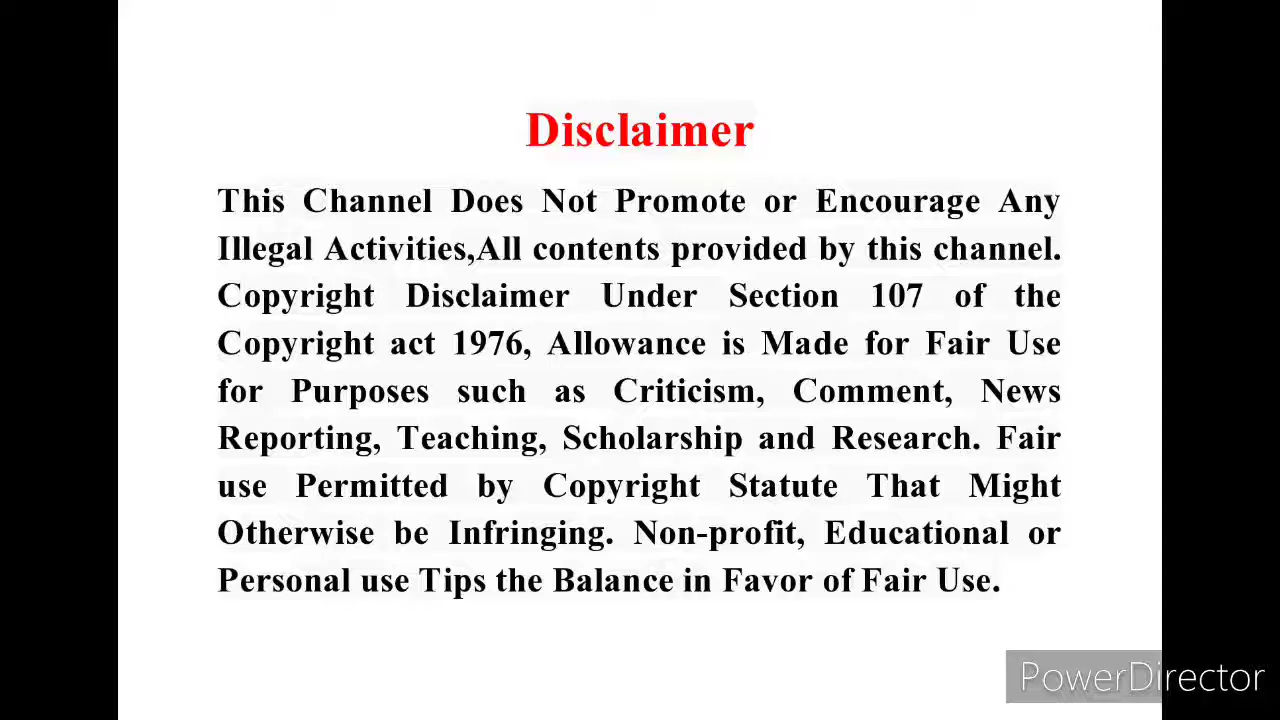 Disclaimer
This Channel Does Not Promote or Encourage Any
Illegal Activities,All contents provided by this channel.
Copyright Disclaimer Under Section 107 of the
Copyright act 1976, Allowance is Made for Fair Use
for Purposes such as Criticism, Comment, News
Reporting, Teaching, Scholarship and Research. Fair
use Permitted by Copyright Statute That Might
Otherwise be Infringing. Non-profit, Educational or
Personal use Tips the Balance in Favor of Fair Use.
PowerDirector